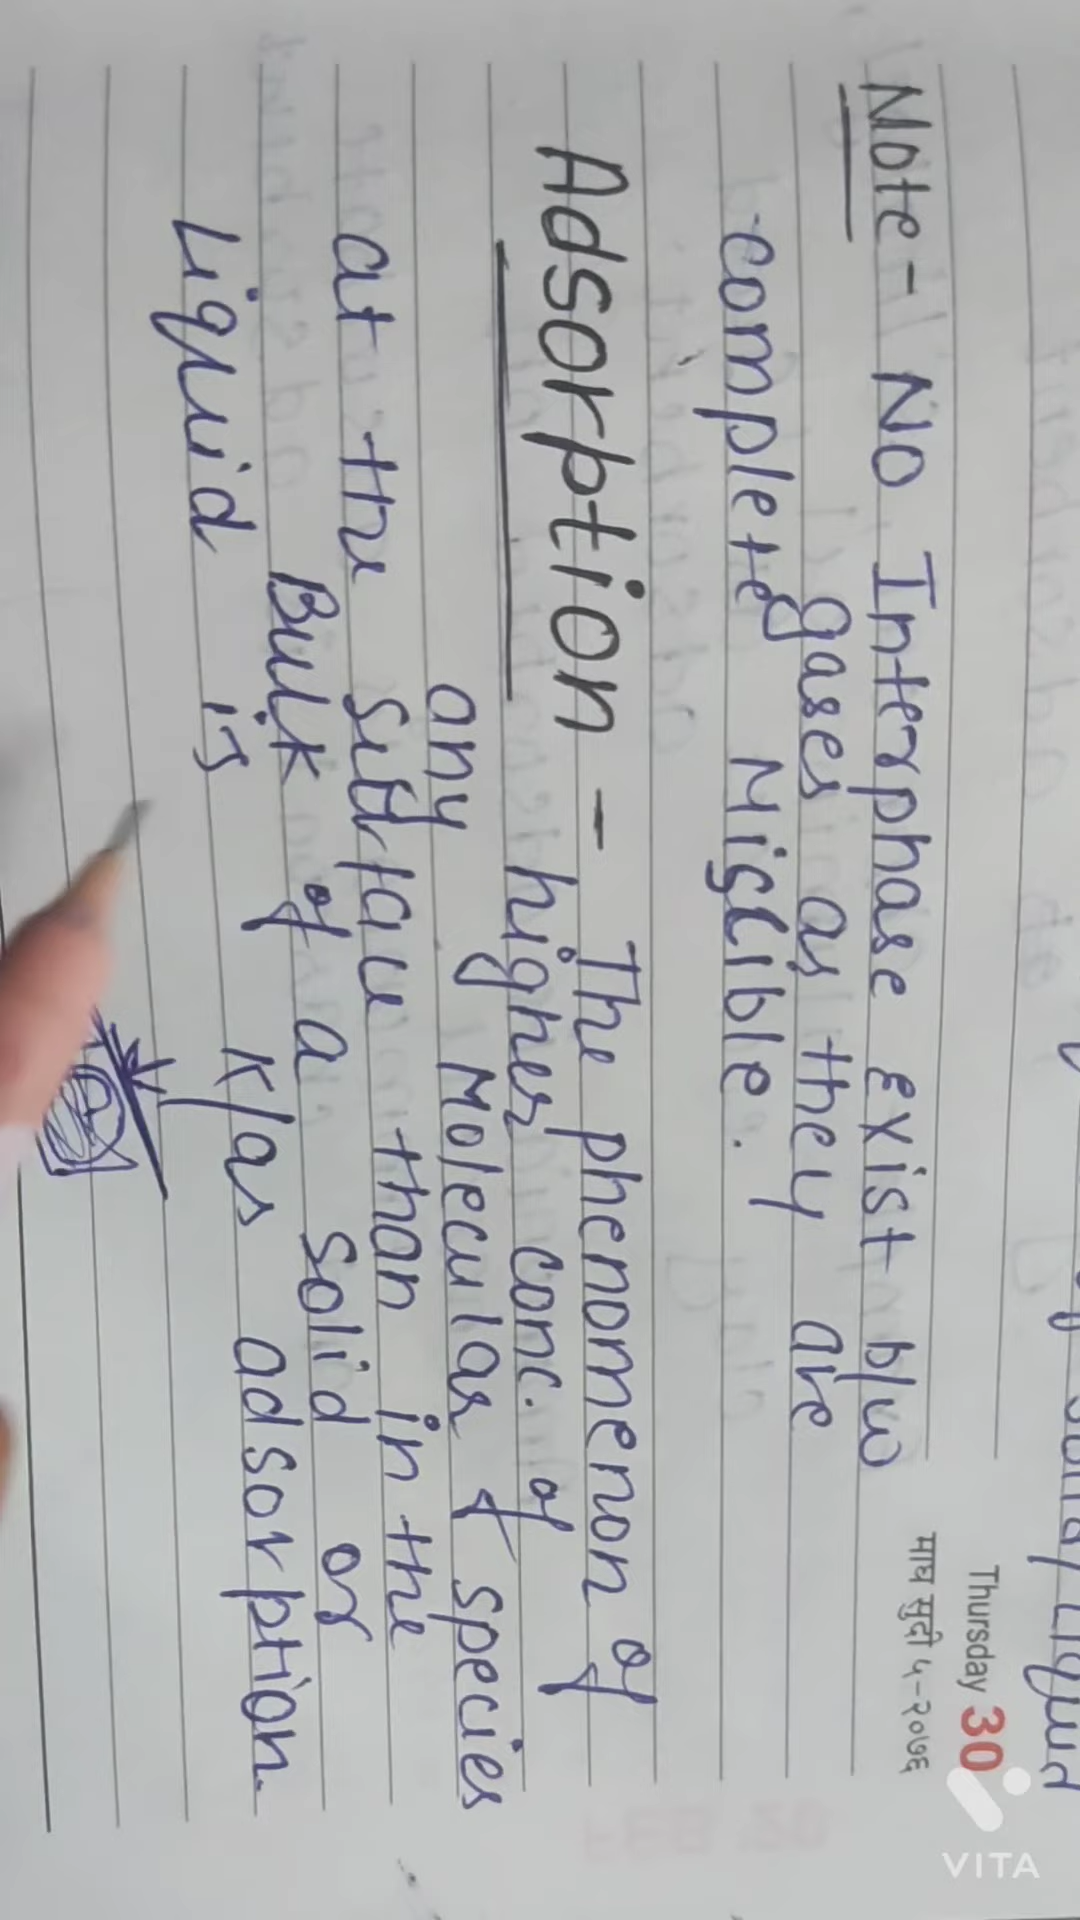 Thursday 30
माघ सुदी ५-२०७६
Note- No Interphase exist b/w
gases as they are
complete Miscible.
Adsorption - The phenomenon of
higher conc. of
any Molecular & species
at the surface than in the
Bulk of a solid or
Liquid is K/as adsorption.
VITA